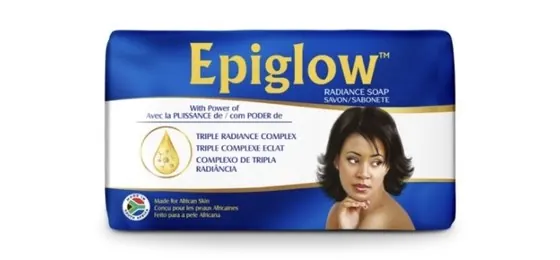 Epiglow™
RADIANCE SOAP
SAVON/SABONETE
With Power of
Avec la PUISSANCE de / com PODER de
TRIPLE RADIANCE COMPLEX
TRIPLE COMPLEXE ECLAT
COMPLEXO DE TRIPLA
RADIÂNCIA
Made for African Skin
Conçu pour les peaux Africaines
Feito para a pele Africana